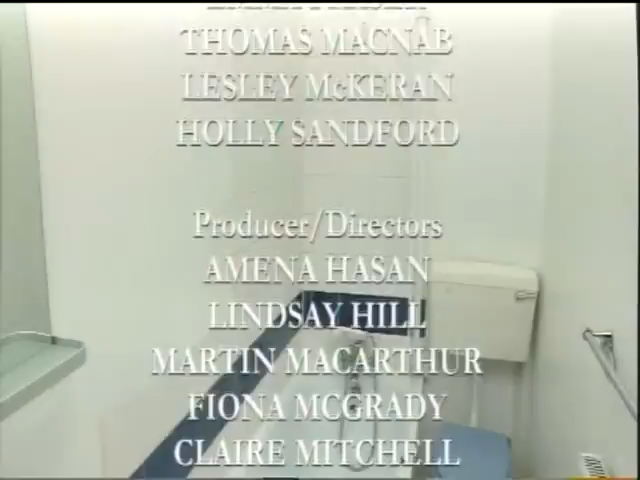 THOMAS MACNAB
LESLEY McKERAN
HOLLY SANDFORD
Producer/Directors
AMENA HASAN
LINDSAY HILL
MARTIN MACARTHUR
FIONA MCGRADY
CLAIRE MITCHELL